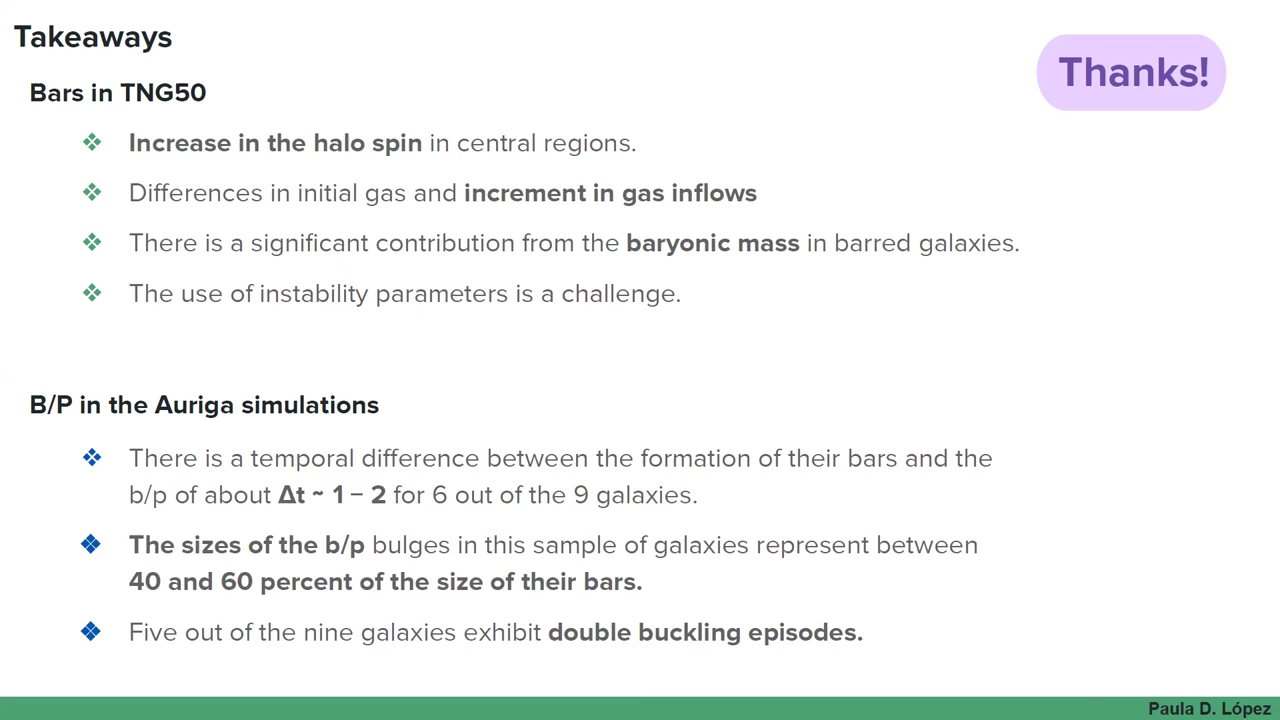 Takeaways
Thanks!
Bars in TNG50
❖ Increase in the halo spin in central regions.
❖ Differences in initial gas and increment in gas inflows
❖ There is a significant contribution from the baryonic mass in barred galaxies.
❖ The use of instability parameters is a challenge.
B/P in the Auriga simulations
❖ There is a temporal difference between the formation of their bars and the
b/p of about Δt ~ 1 – 2 for 6 out of the 9 galaxies.
❖ The sizes of the b/p bulges in this sample of galaxies represent between
40 and 60 percent of the size of their bars.
❖ Five out of the nine galaxies exhibit double buckling episodes.
Paula D. López